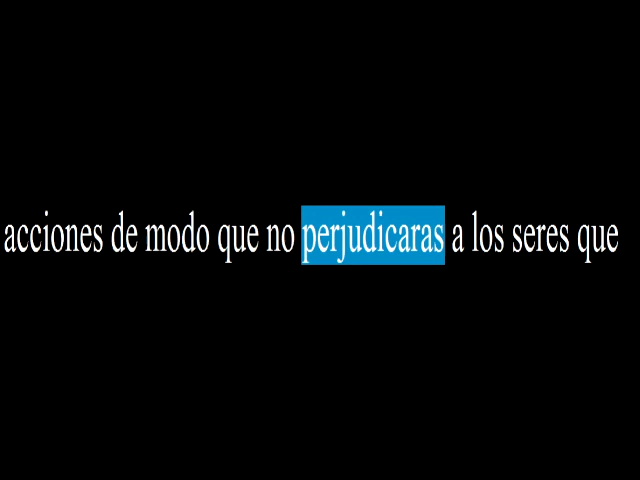 acciones de modo que no perjudicaras a los seres que